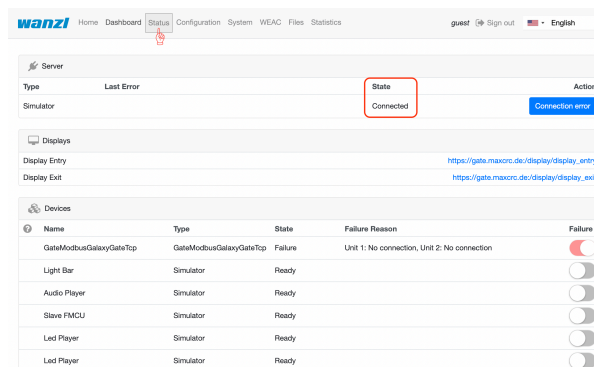 wanzl Home Dashboard Status Configuration System WEAC Files Statistics guest Sign out English
Server
Type Last Error State Action
Simulator Connected Connection error
Displays
Display Entry https://gate.maxcrc.de:/display/display_entry
Display Exit https://gate.maxcrc.de:/display/display_exi
Devices
Name Type State Failure Reason Failure
GateModbusGalaxyGateTcp GateModbusGalaxyGateTcp Failure Unit 1: No connection, Unit 2: No connection
Light Bar Simulator Ready
Audio Player Simulator Ready
Slave FMCU Simulator Ready
Led Player Simulator Ready
Led Player Simulator Ready